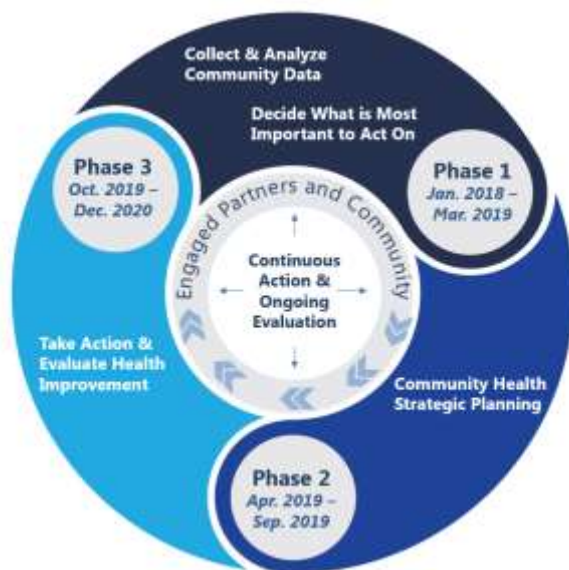 Collect & Analyze
Community Data
Decide What is Most
Important to Act On
Phase 1
Jan. 2018 –
Mar. 2019
Community Health
Strategic Planning
Phase 2
Apr. 2019 –
Sep. 2019
Take Action &
Evaluate Health
Improvement
Phase 3
Oct. 2019 –
Dec. 2020
Engaged Partners and Community
Continuous
Action &
Ongoing
Evaluation